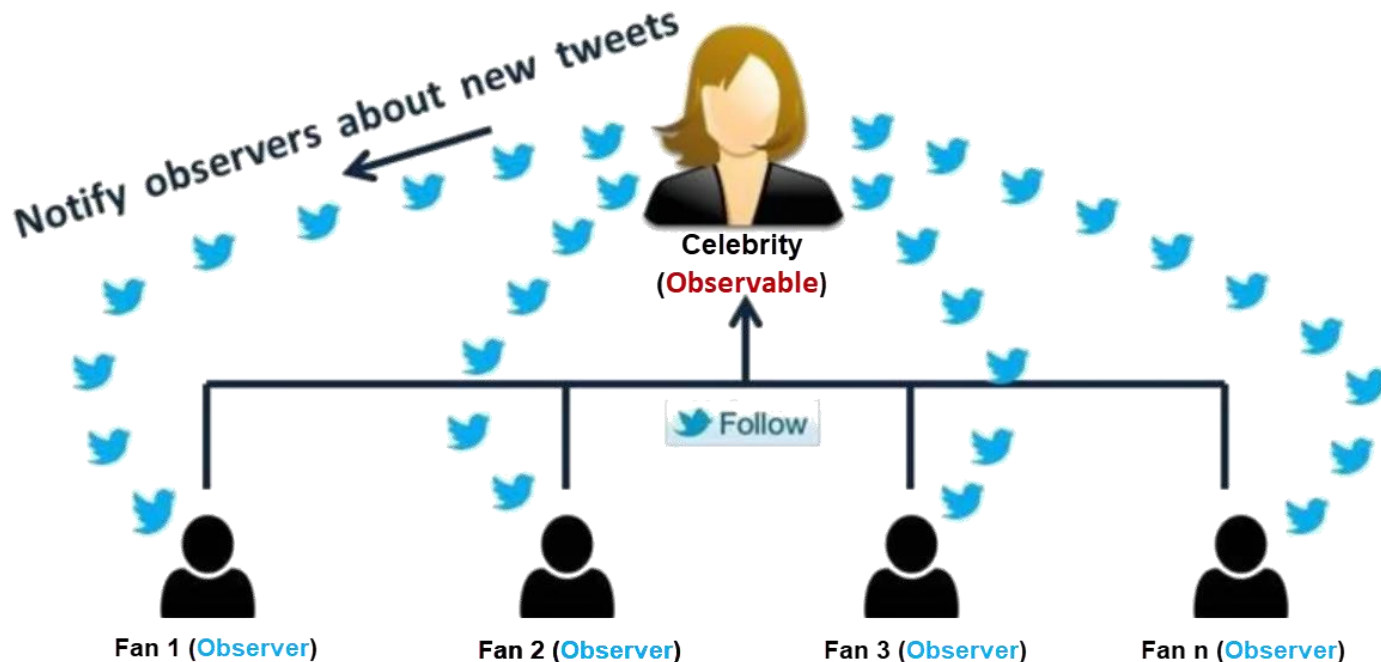 Notify observers about new tweets
Celebrity
(Observable)
Follow
Fan 1 (Observer)
Fan 2 (Observer)
Fan 3 (Observer)
Fan n (Observer)